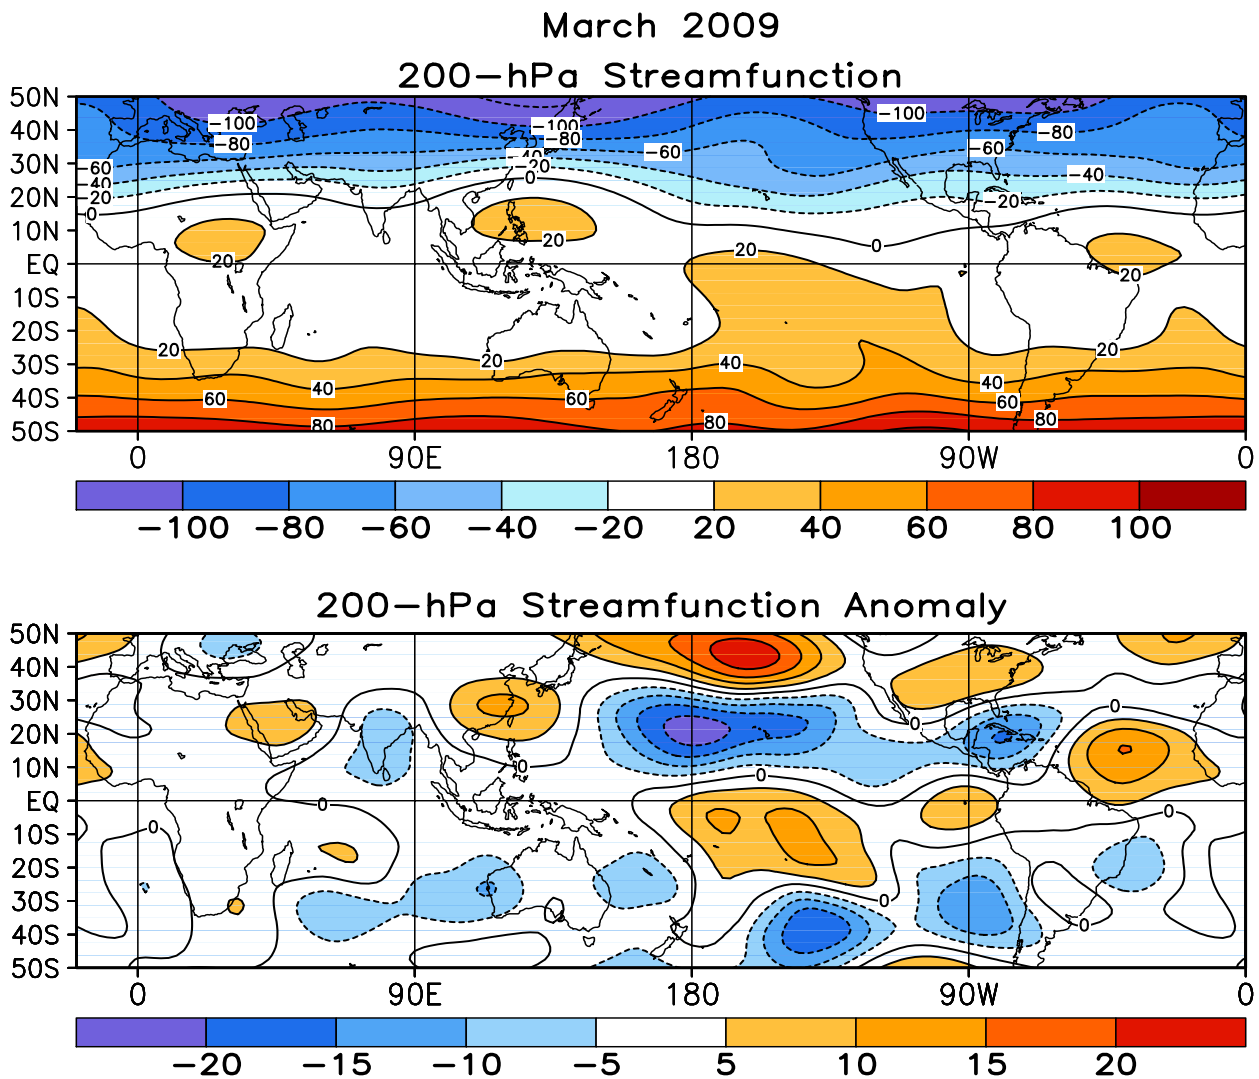 March 2009
200-hPa Streamfunction
50N
40N
30N
20N
10N
EQ
10S
20S
30S
40S
50S
-100
-80
-60
-40
-20
0
-100
-80
-40
-20
0
-60
-100
-80
-60
-40
-20
0
20
20
20
20
20
20
20
40
40
60
60
80
80
80
20
40
60
0 90E 180 90W 0
-100 -80 -60 -40 -20 20 40 60 80 100
200-hPa Streamfunction Anomaly
50N
40N
30N
20N
10N
EQ
10S
20S
30S
40S
50S
0
0
0
0
0
0
0
0
0
0 90E 180 90W 0
-20 -15 -10 -5 5 10 15 20